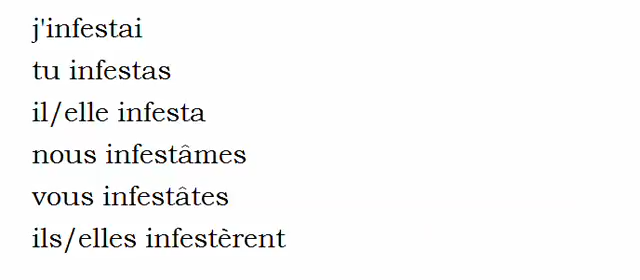 j'infestai
tu infestas
il/elle infesta
nous infestâmes
vous infestâtes
ils/elles infestèrent